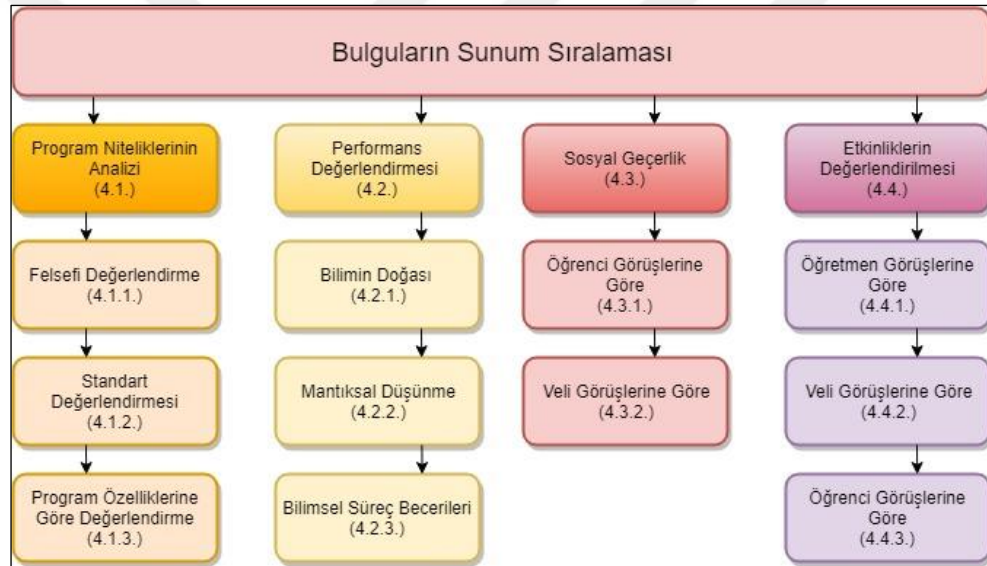 Bulguların Sunum Sıralaması
Program Niteliklerinin
Analizi
(4.1.)
Felsefi Değerlendirme
(4.1.1.)
Standart
Değerlendirmesi
(4.1.2.)
Program Özelliklerine
Göre Değerlendirme
(4.1.3.)
Performans
Değerlendirmesi
(4.2.)
Bilimin Doğası
(4.2.1.)
Mantıksal Düşünme
(4.2.2.)
Bilimsel Süreç Becerileri
(4.2.3.)
Sosyal Geçerlik
(4.3.)
Öğrenci Görüşlerine
Göre
(4.3.1.)
Veli Görüşlerine Göre
(4.3.2.)
Etkinliklerin
Değerlendirilmesi
(4.4.)
Öğretmen Görüşlerine
Göre
(4.4.1.)
Veli Görüşlerine Göre
(4.4.2.)
Öğrenci Görüşlerine
Göre
(4.4.3.)